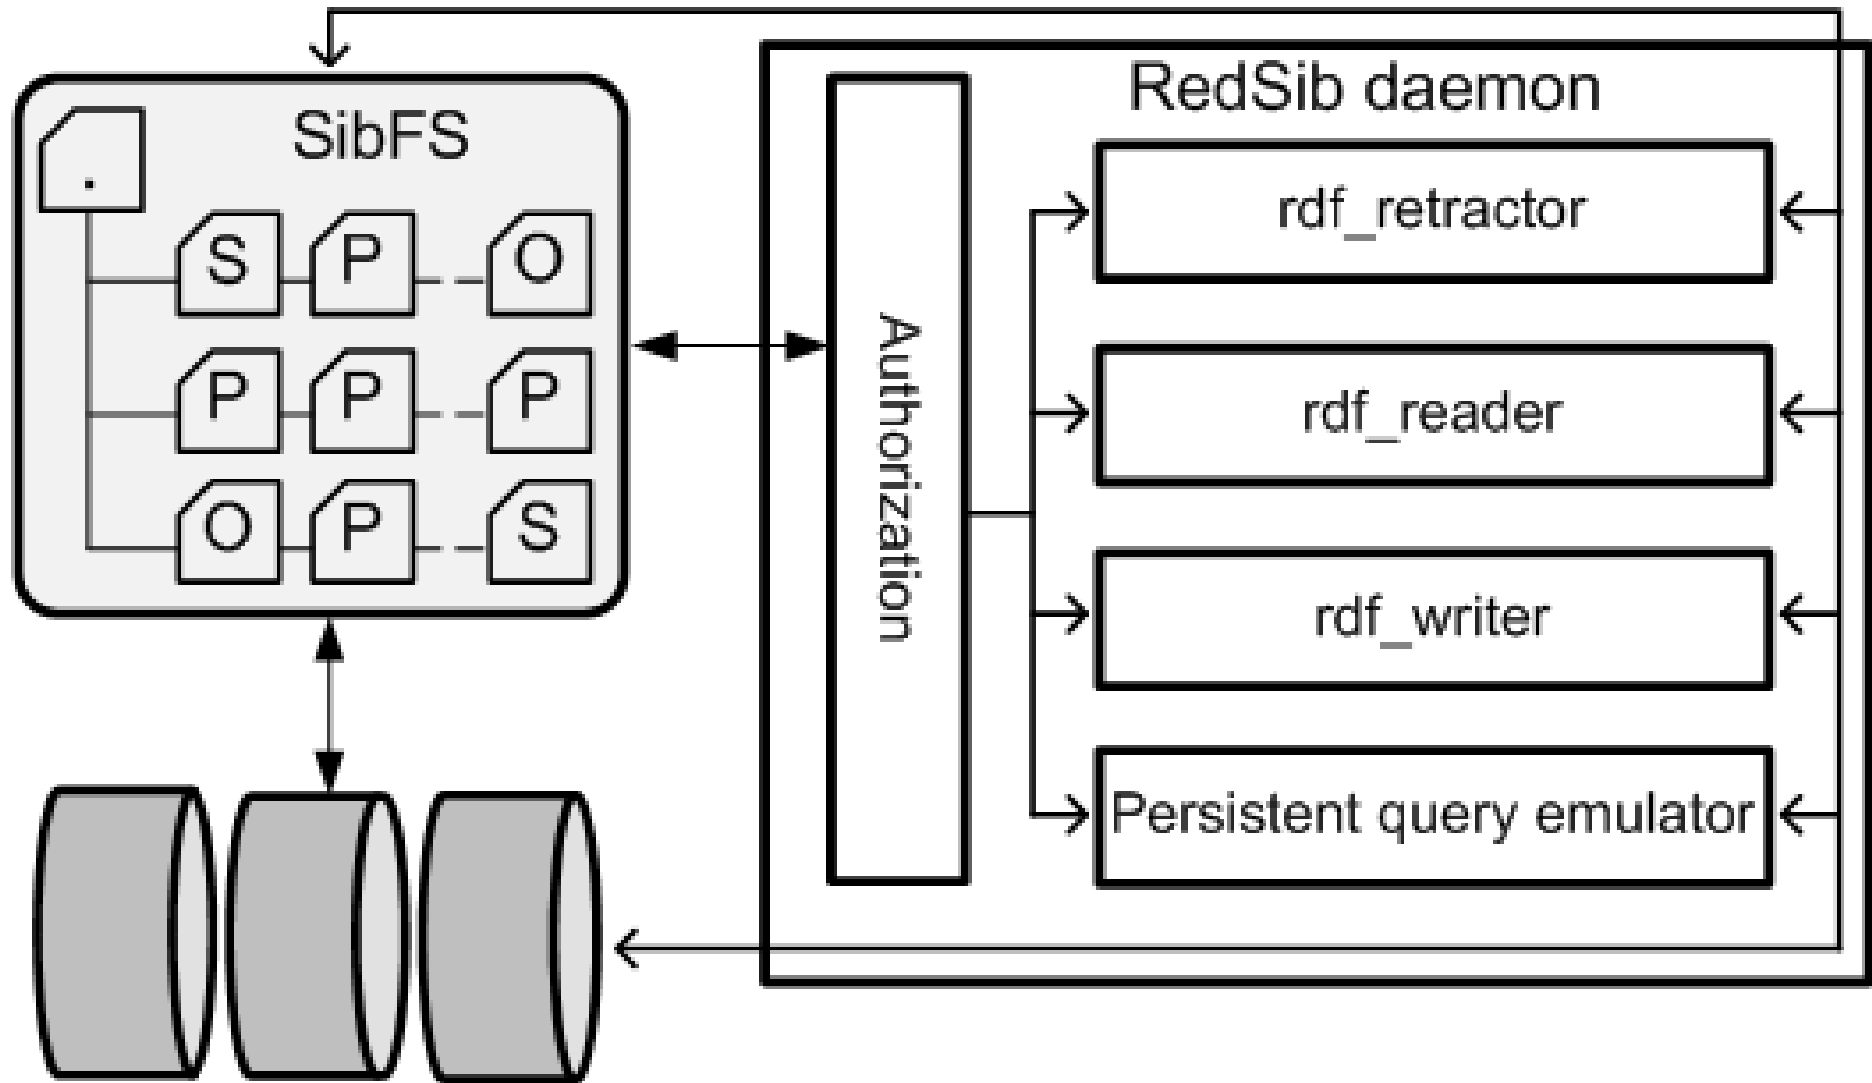 RedSib daemon
SibFS
.
S P O
P P P
O P S
Authorization
rdf_retractor
rdf_reader
rdf_writer
Persistent query emulator